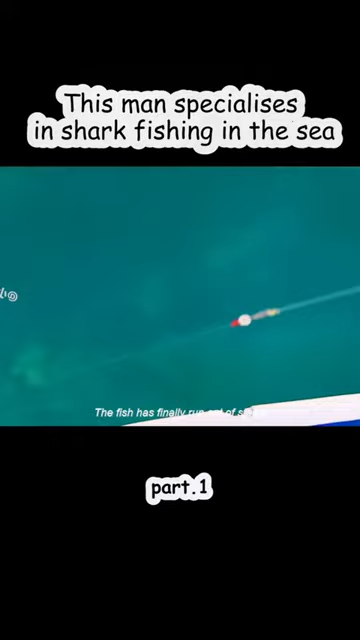 This man specialises
in shark fishing in the sea
The fish has finally run out of
part.1